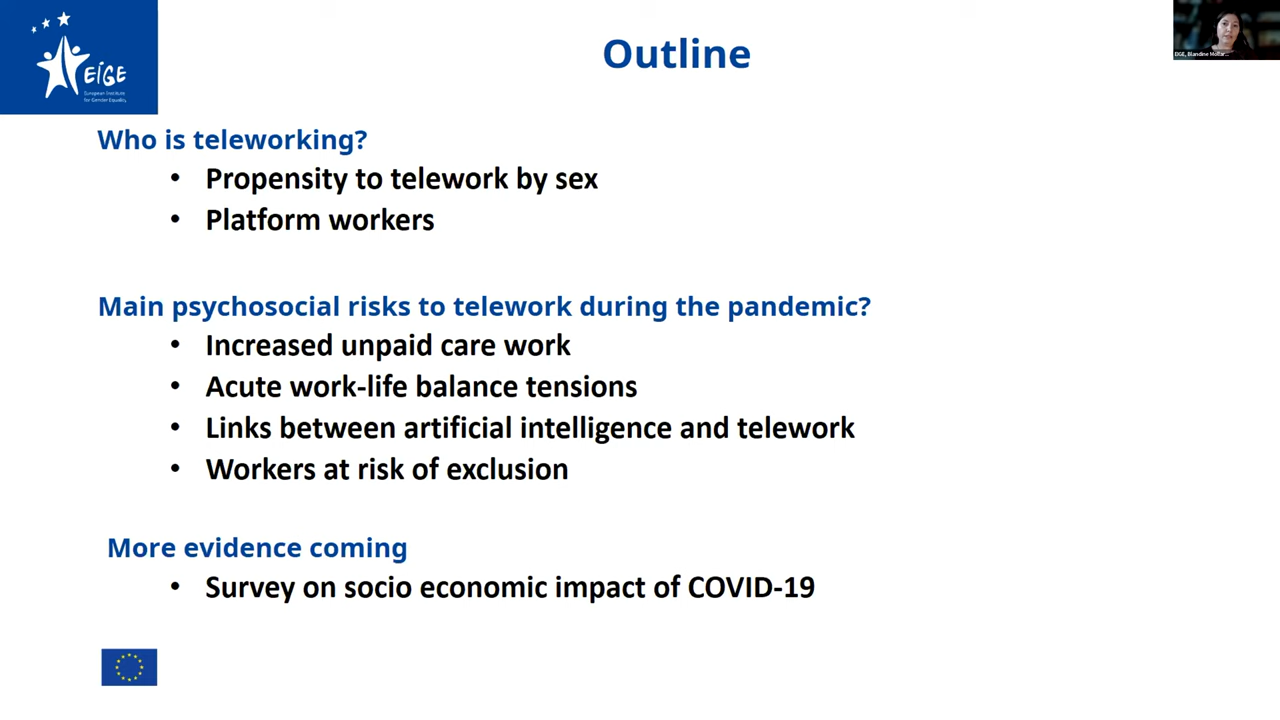 Outline
EIGE
European Institute
for Gender Equality
EIGE, Blandine Mollar...
Who is teleworking?
• Propensity to telework by sex
• Platform workers
Main psychosocial risks to telework during the pandemic?
• Increased unpaid care work
• Acute work-life balance tensions
• Links between artificial intelligence and telework
• Workers at risk of exclusion
More evidence coming
• Survey on socio economic impact of COVID-19